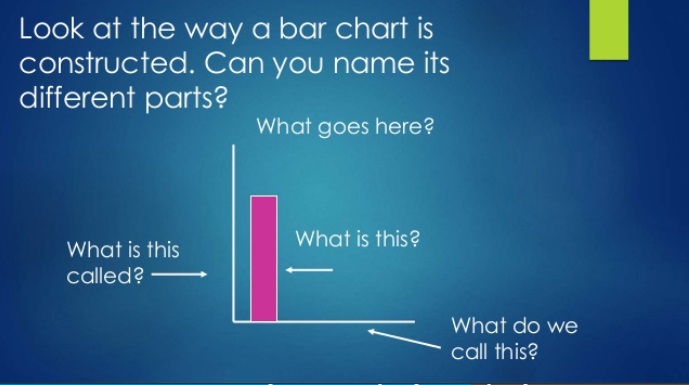 Look at the way a bar chart is
constructed. Can you name its
different parts?
What goes here?
What is this?
What is this
called?
What do we
call this?